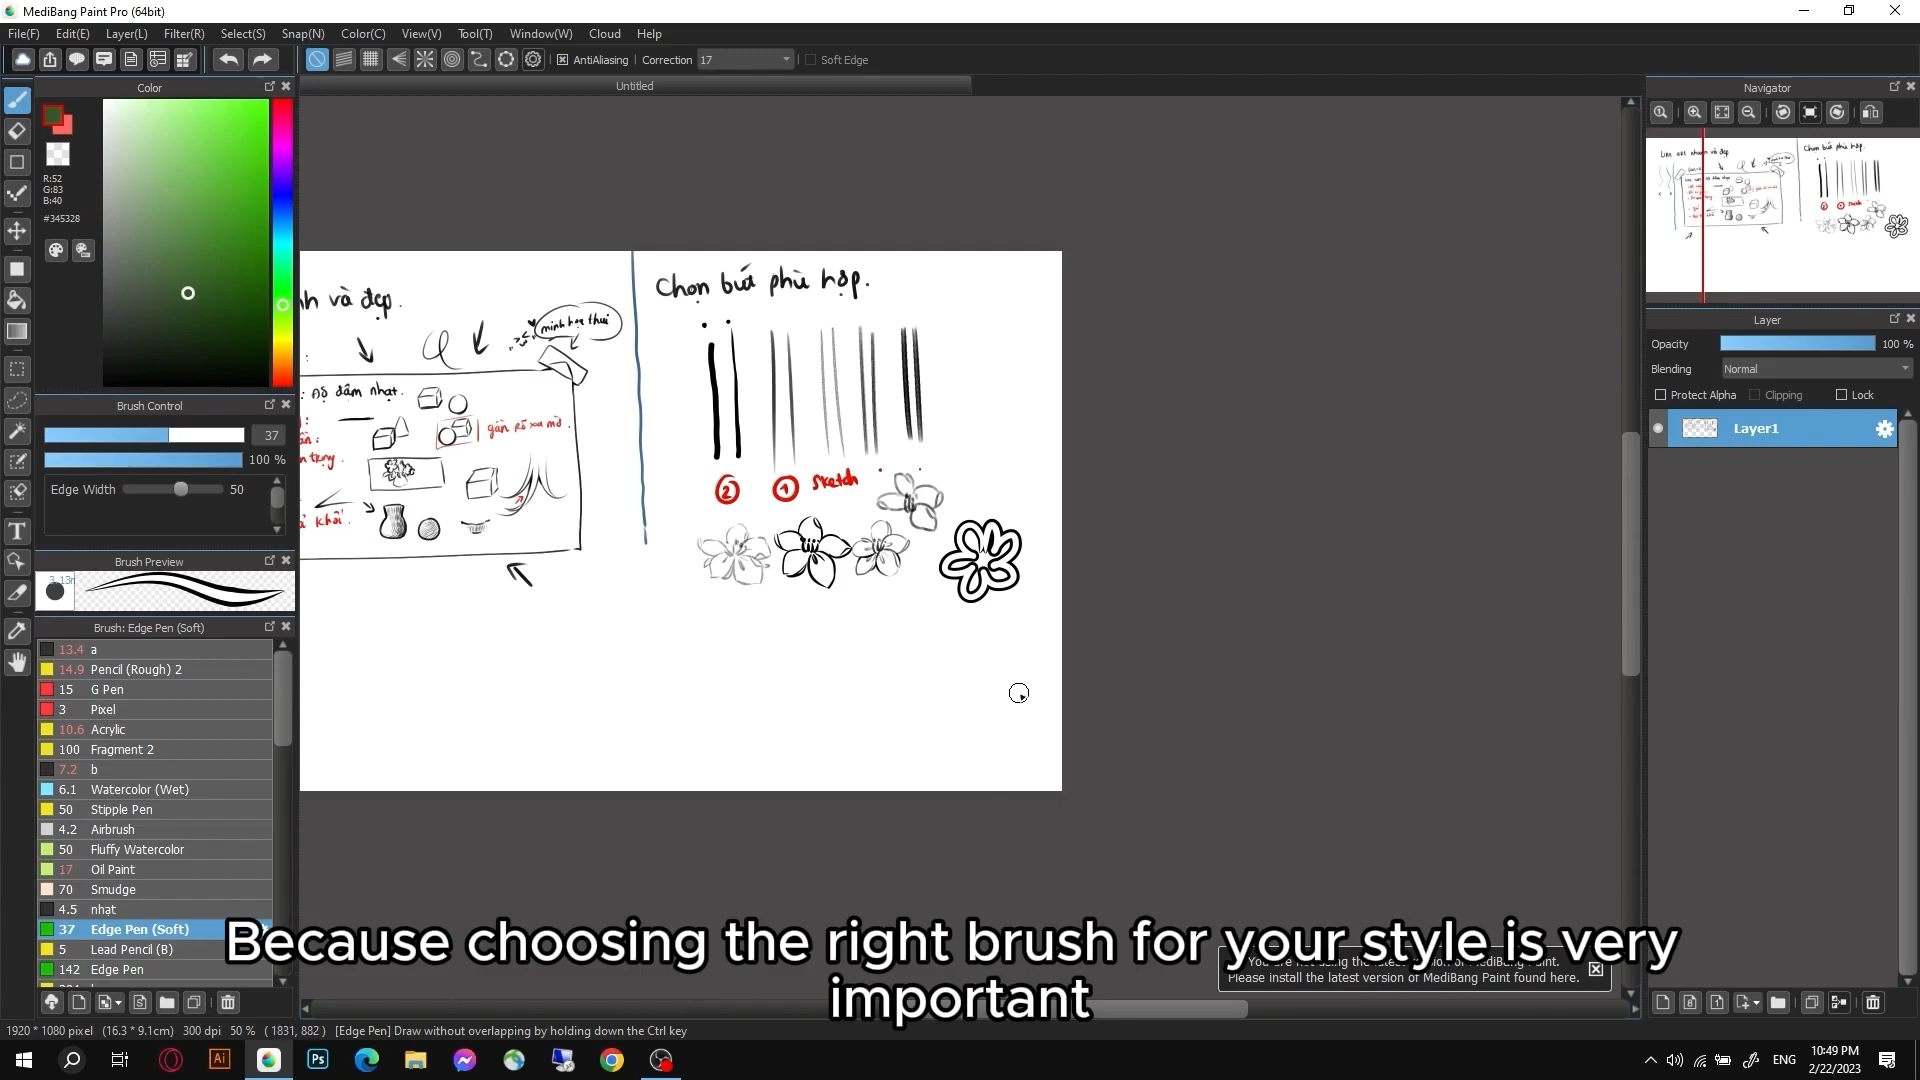 MediBang Paint Pro (64bit)
File(F) Edit(E) Layer(L) Filter(R) Select(S) Snap(N) Color(C) View(V) Tool(T) Window(W) Cloud Help
AntiAliasing Correction 17 Soft Edge
Color
Untitled
Navigator
R:52
G:83
B:40
#345328
Chọn bút phù hợp.
nh và đẹp.
minh họa thui
: Độ đậm nhạt.
gần rõ xa mờ.
khối.
② ① Sketch
Layer
Opacity 100 %
Blending Normal
Protect Alpha Clipping Lock
Layer1
Brush Control
37
100 %
Edge Width 50
Brush Preview
Brush: Edge Pen (Soft)
13.4 a
14.9 Pencil (Rough) 2
15 G Pen
3 Pixel
10.6 Acrylic
100 Fragment 2
7.2 b
6.1 Watercolor (Wet)
50 Stipple Pen
4.2 Airbrush
50 Fluffy Watercolor
17 Oil Paint
70 Smudge
4.5 nhạt
37 Edge Pen (Soft)
5 Lead Pencil (B)
142 Edge Pen
Because choosing the right brush for your style is very
important
Please install the latest version of MediBang Paint found here.
1920 * 1080 pixel (16.3 * 9.1cm) 300 dpi 50 % ( 1831, 882 ) [Edge Pen] Draw without overlapping by holding down the Ctrl key
Ai
Ps
ENG
10:49 PM
2/22/2023